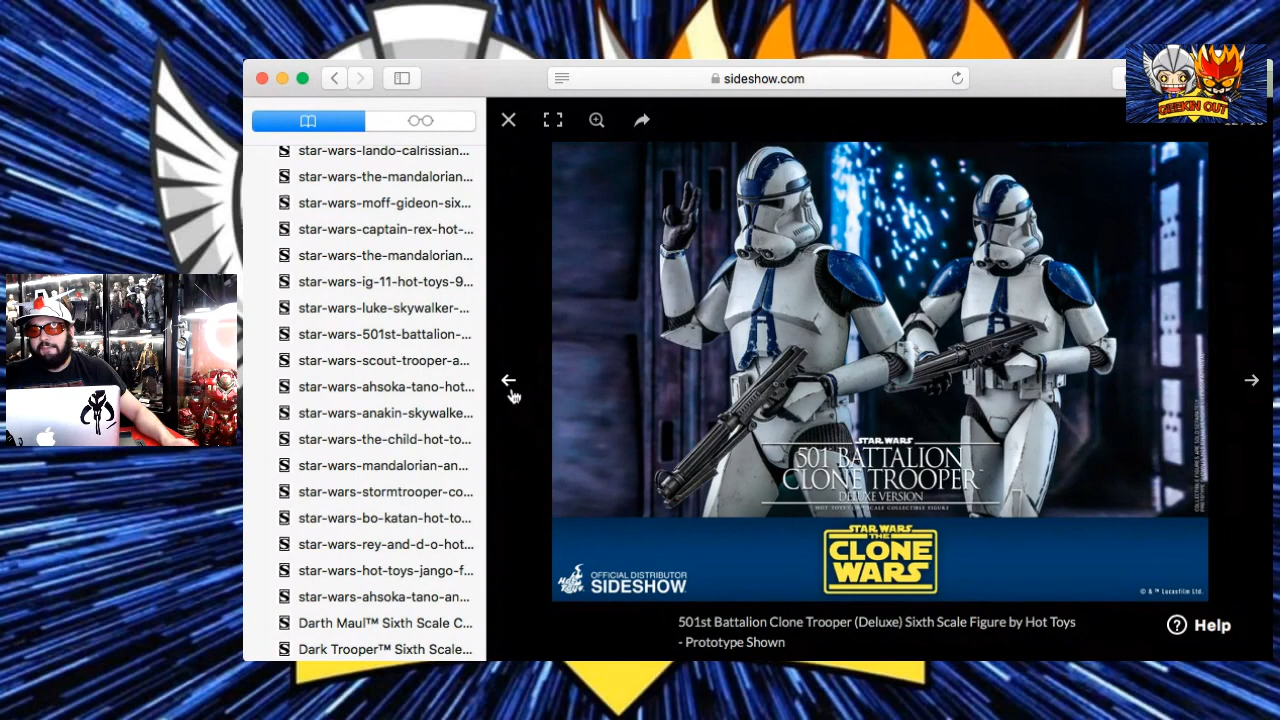 sideshow.com
GEEKIN OUT
star-wars-lando-calrissian...
star-wars-the-mandalorian...
star-wars-moff-gideon-six...
star-wars-captain-rex-hot-...
star-wars-the-mandalorian...
star-wars-ig-11-hot-toys-9...
star-wars-luke-skywalker-...
star-wars-501st-battalion-...
star-wars-scout-trooper-a...
star-wars-ahsoka-tano-hot...
star-wars-anakin-skywalke...
star-wars-the-child-hot-to...
star-wars-mandalorian-an...
star-wars-stormtrooper-co...
star-wars-bo-katan-hot-to...
star-wars-rey-and-d-o-hot...
star-wars-hot-toys-jango-f...
star-wars-ahsoka-tano-an...
Darth Maul™ Sixth Scale C...
Dark Trooper™ Sixth Scale...
STAR WARS
501 BATTALION
CLONE TROOPER™
DELUXE VERSION
STAR WARS
THE
CLONE
WARS
OFFICIAL DISTRIBUTOR
SIDESHOW
© & ™ Lucasfilm Ltd.
501st Battalion Clone Trooper (Deluxe) Sixth Scale Figure by Hot Toys
- Prototype Shown
? Help